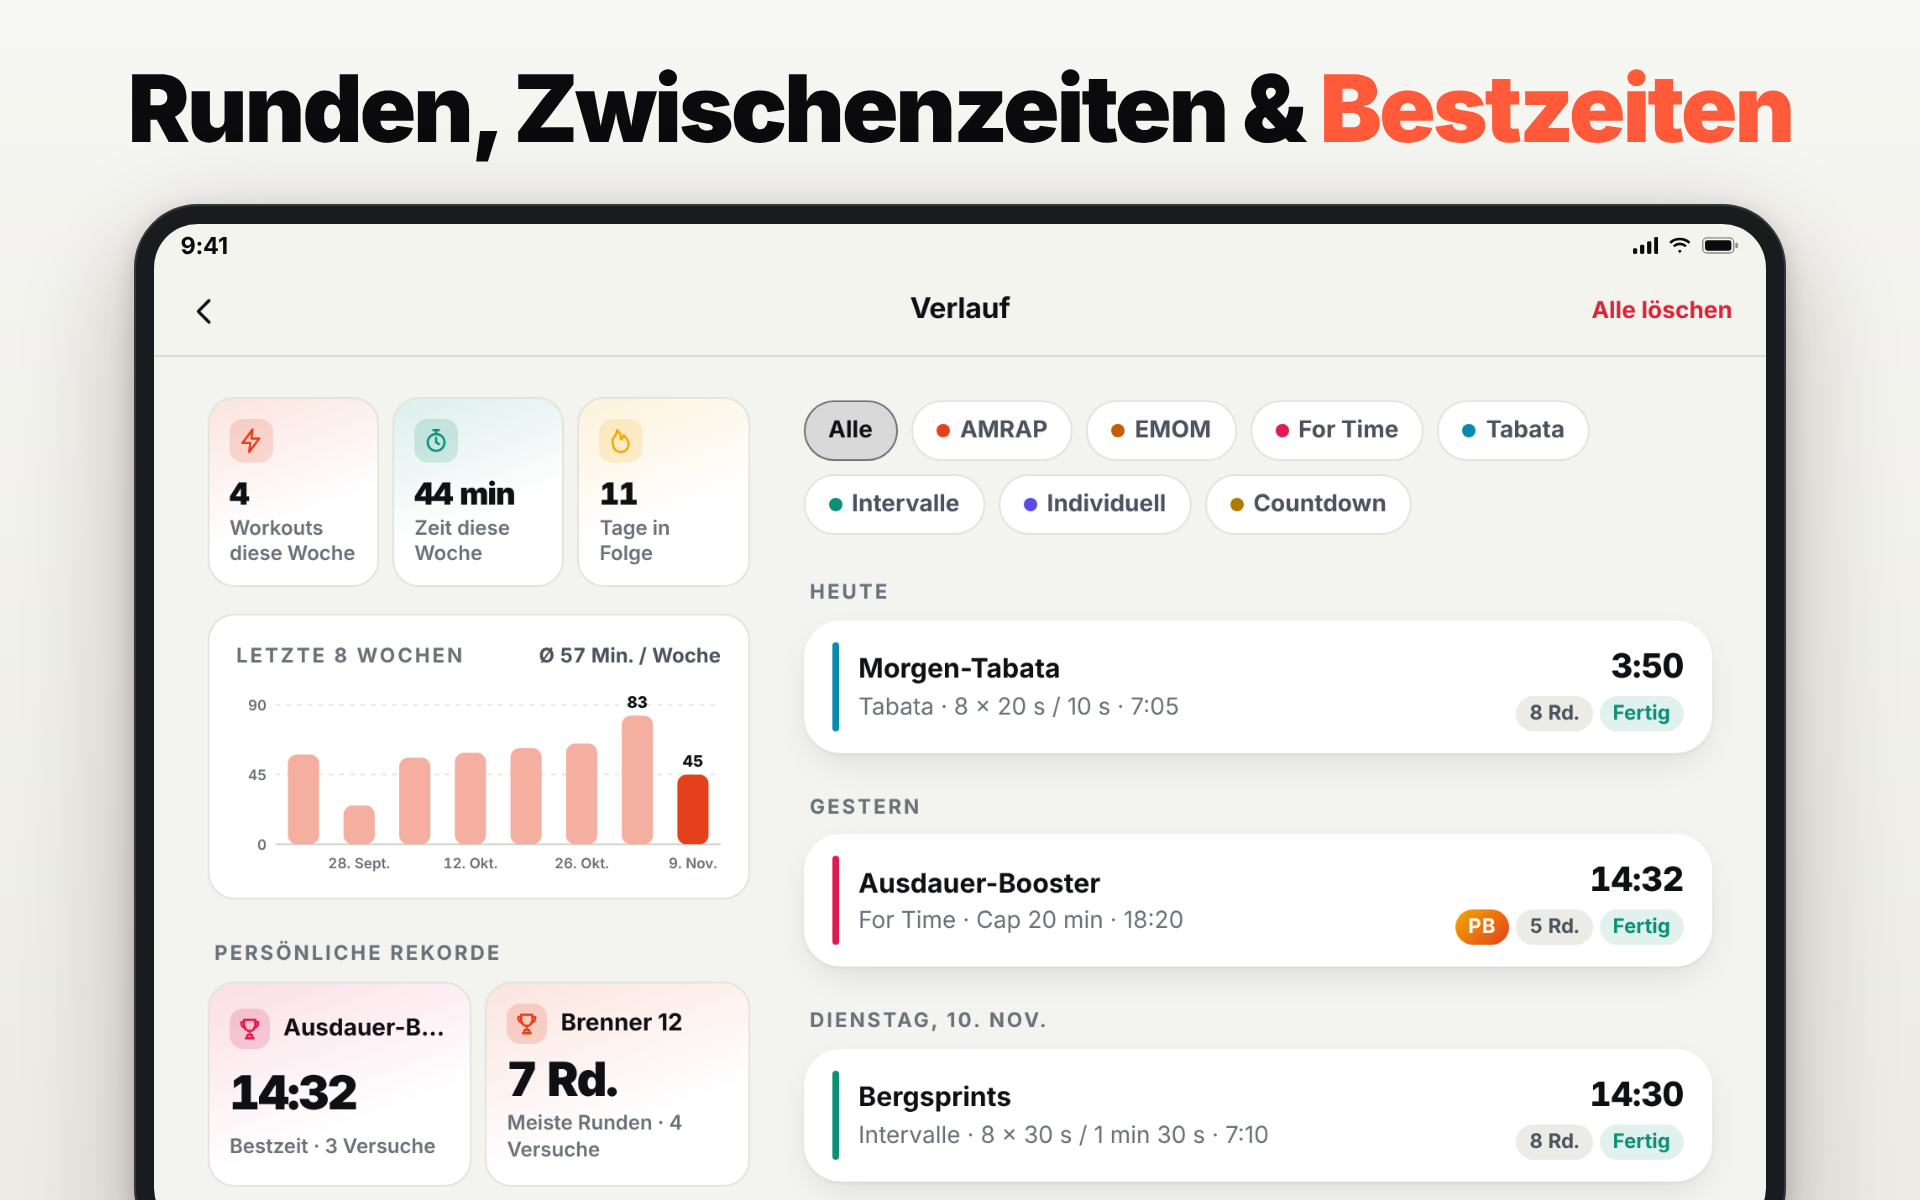 Runden, Zwischenzeiten & Bestzeiten
9:41
Verlauf
Alle löschen
4
Workouts
diese Woche
44 min
Zeit diese
Woche
11
Tage in
Folge
LETZTE 8 WOCHEN
Ø 57 Min. / Woche
90
45
0
83
45
28. Sept.
12. Okt.
26. Okt.
9. Nov.
PERSÖNLICHE REKORDE
Ausdauer-B...
14:32
Bestzeit · 3 Versuche
Brenner 12
7 Rd.
Meiste Runden · 4
Versuche
Alle
AMRAP
EMOM
For Time
Tabata
Intervalle
Individuell
Countdown
HEUTE
Morgen-Tabata
Tabata · 8 × 20 s / 10 s · 7:05
3:50
8 Rd.
Fertig
GESTERN
Ausdauer-Booster
For Time · Cap 20 min · 18:20
14:32
PB
5 Rd.
Fertig
DIENSTAG, 10. NOV.
Bergsprints
Intervalle · 8 × 30 s / 1 min 30 s · 7:10
14:30
8 Rd.
Fertig